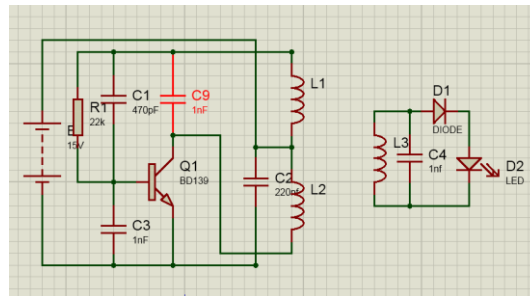 R1
22k
C1
470pF
C9
1nF
L1
B
15V
Q1
BD139
C2
220nf
L2
C3
1nF
L3
C4
1nf
D1
DIODE
D2
LED